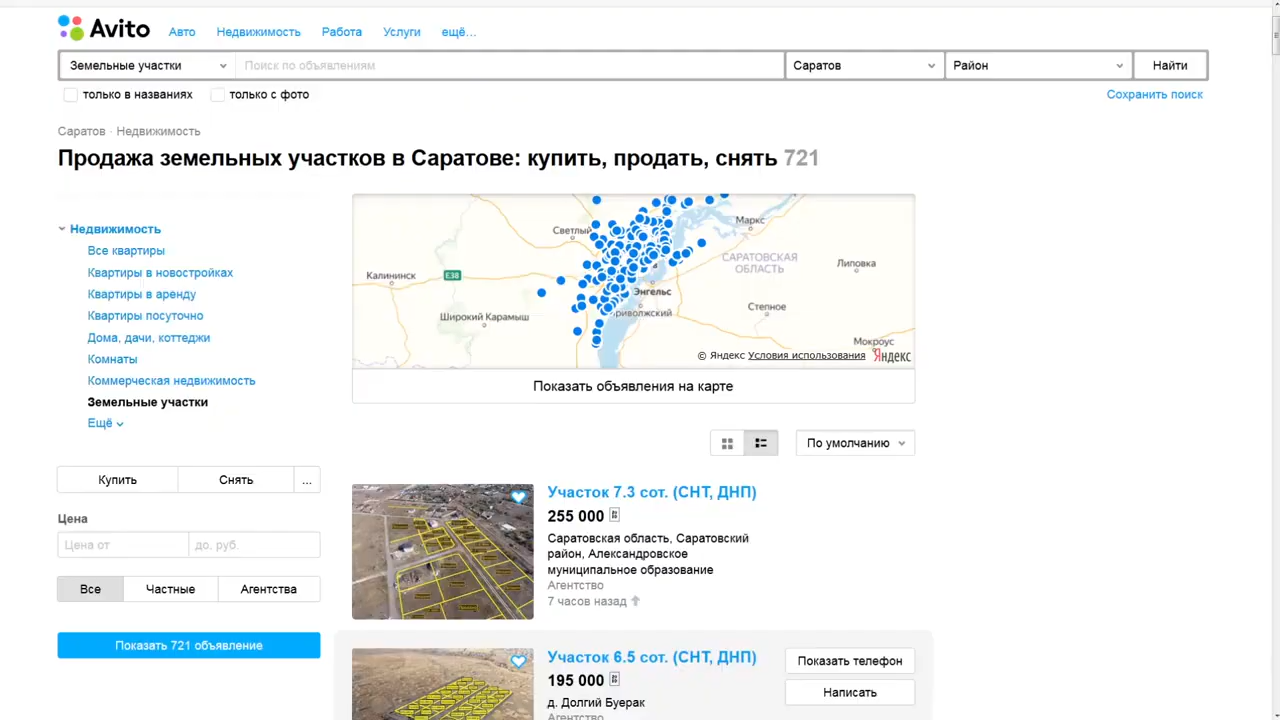 Avito Авто Недвижимость Работа Услуги ещё...
Земельные участки Поиск по объявлениям Саратов Район Найти
только в названиях только с фото Сохранить поиск
Саратов · Недвижимость
Продажа земельных участков в Саратове: купить, продать, снять 721
Недвижимость
Все квартиры
Квартиры в новостройках
Квартиры в аренду
Квартиры посуточно
Дома, дачи, коттеджи
Комнаты
Коммерческая недвижимость
Земельные участки
Ещё
Купить Снять ...
Цена
Цена от до. руб.
Все Частные Агентства
Показать 721 объявление
Маркс
Светлый
САРАТОВСКАЯ
ОБЛАСТЬ
Липовка
Калининск
E38
Энгельс
Степное
Приволжский
Широкий Карамыш
Мокроус
© Яндекс Условия использования Яндекс
Показать объявления на карте
По умолчанию
Участок 7.3 сот. (СНТ, ДНП)
255 000
Саратовская область, Саратовский
район, Александровское
муниципальное образование
Агентство
7 часов назад
Участок 6.5 сот. (СНТ, ДНП)
195 000
д. Долгий Буерак
Агентство
Показать телефон
Написать